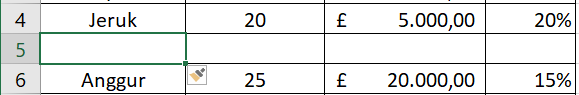 4 Jeruk 20 £ 5.000,00 20%
5
6 Anggur 25 £ 20.000,00 15%